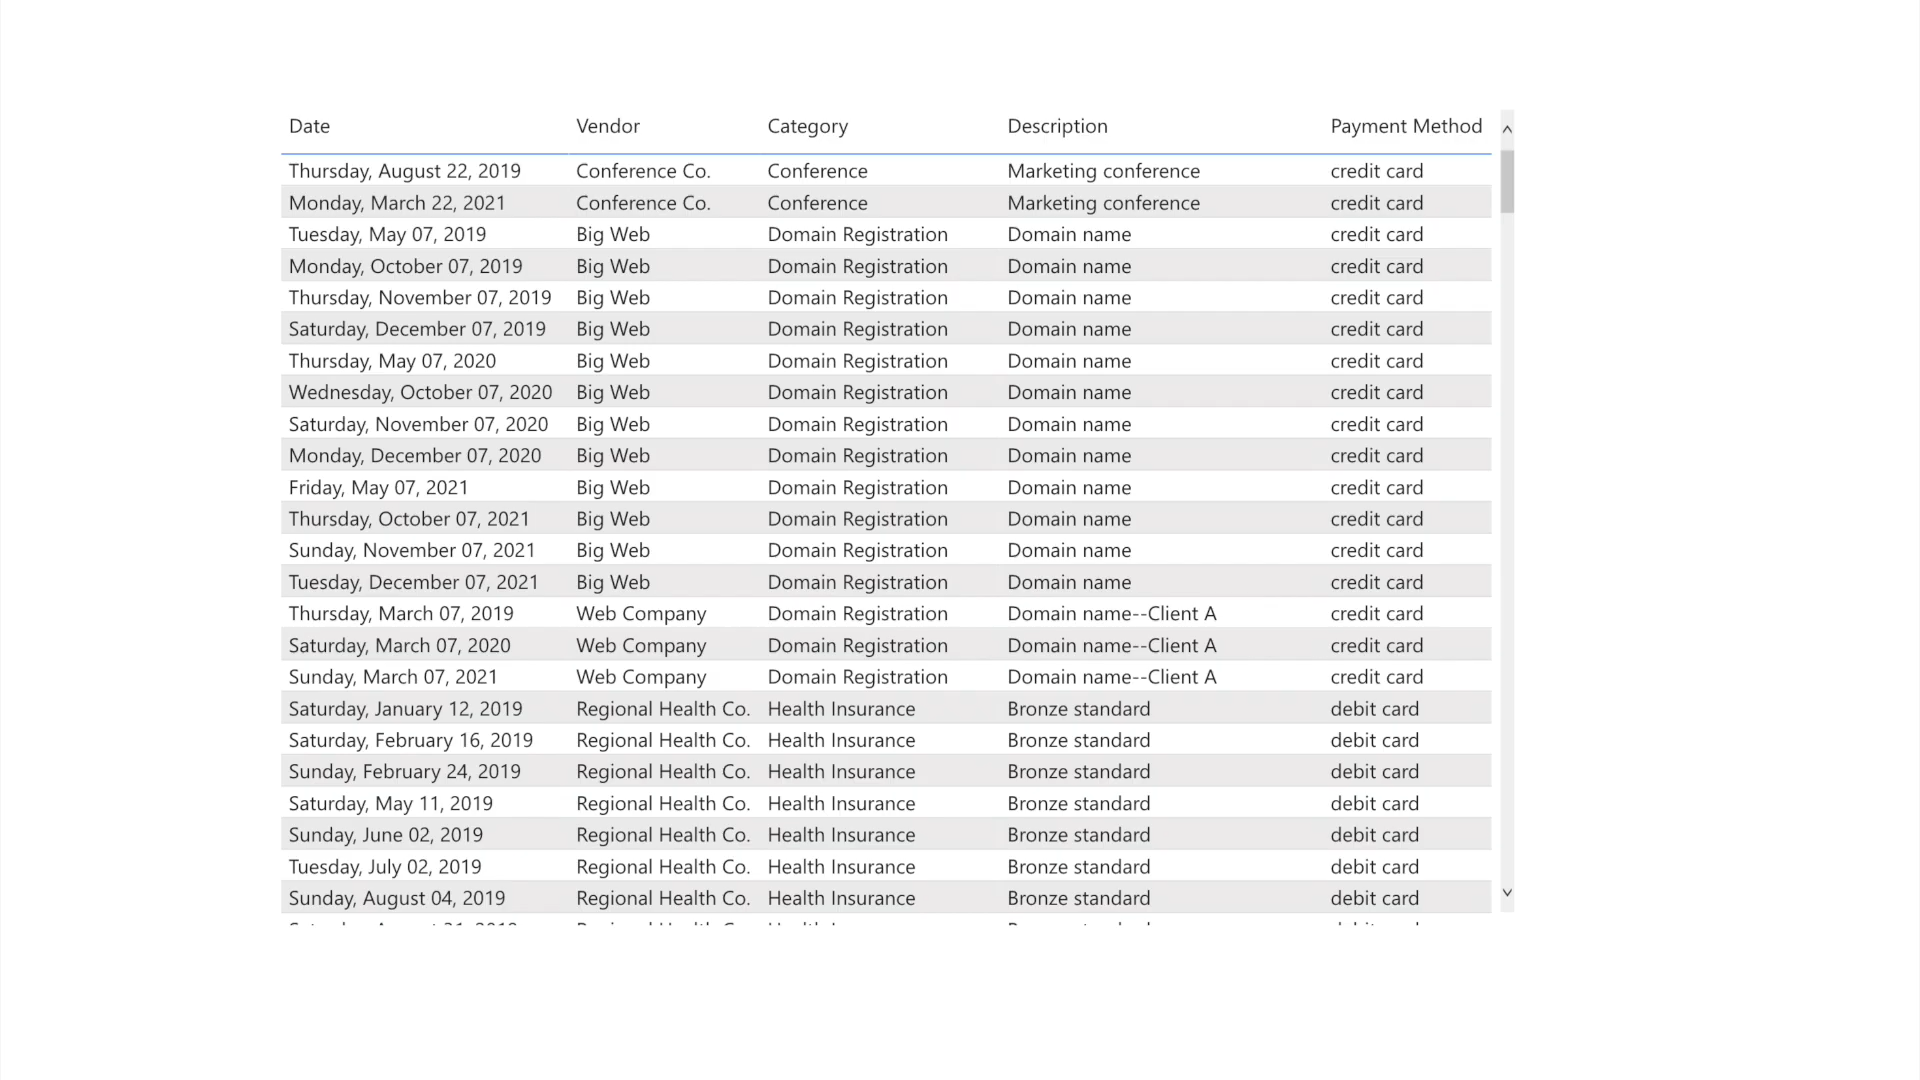 Date Vendor Category Description Payment Method
Thursday, August 22, 2019 Conference Co. Conference Marketing conference credit card
Monday, March 22, 2021 Conference Co. Conference Marketing conference credit card
Tuesday, May 07, 2019 Big Web Domain Registration Domain name credit card
Monday, October 07, 2019 Big Web Domain Registration Domain name credit card
Thursday, November 07, 2019 Big Web Domain Registration Domain name credit card
Saturday, December 07, 2019 Big Web Domain Registration Domain name credit card
Thursday, May 07, 2020 Big Web Domain Registration Domain name credit card
Wednesday, October 07, 2020 Big Web Domain Registration Domain name credit card
Saturday, November 07, 2020 Big Web Domain Registration Domain name credit card
Monday, December 07, 2020 Big Web Domain Registration Domain name credit card
Friday, May 07, 2021 Big Web Domain Registration Domain name credit card
Thursday, October 07, 2021 Big Web Domain Registration Domain name credit card
Sunday, November 07, 2021 Big Web Domain Registration Domain name credit card
Tuesday, December 07, 2021 Big Web Domain Registration Domain name credit card
Thursday, March 07, 2019 Web Company Domain Registration Domain name--Client A credit card
Saturday, March 07, 2020 Web Company Domain Registration Domain name--Client A credit card
Sunday, March 07, 2021 Web Company Domain Registration Domain name--Client A credit card
Saturday, January 12, 2019 Regional Health Co. Health Insurance Bronze standard debit card
Saturday, February 16, 2019 Regional Health Co. Health Insurance Bronze standard debit card
Sunday, February 24, 2019 Regional Health Co. Health Insurance Bronze standard debit card
Saturday, May 11, 2019 Regional Health Co. Health Insurance Bronze standard debit card
Sunday, June 02, 2019 Regional Health Co. Health Insurance Bronze standard debit card
Tuesday, July 02, 2019 Regional Health Co. Health Insurance Bronze standard debit card
Sunday, August 04, 2019 Regional Health Co. Health Insurance Bronze standard debit card